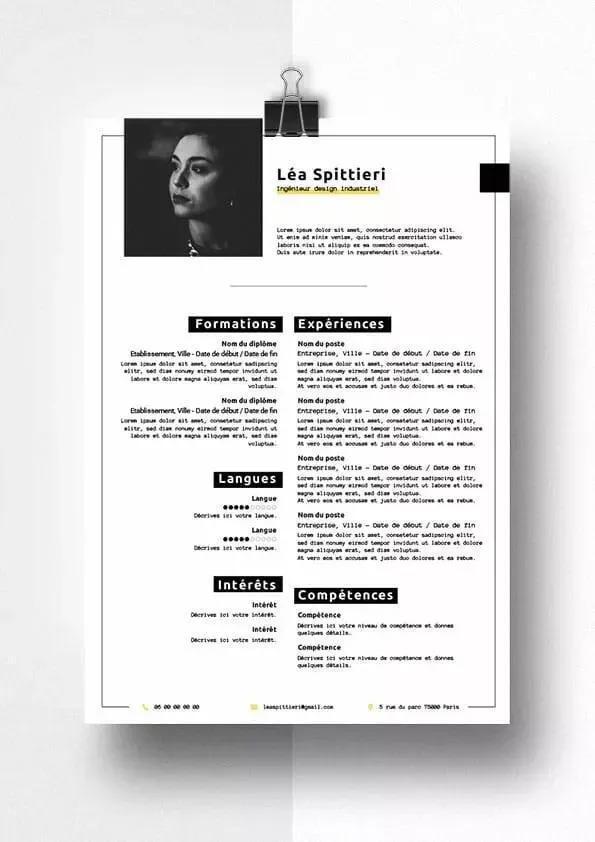 Léa Spittieri
Ingénieur design industriel
Lorem ipsum dolor sit amet, consectetur adipiscing elit.
Ut enim ad minim veniam, quis nostrud exercitation ullamco
laboris nisi ut aliquip ex ea commodo consequat.
Duis aute irure dolor in reprehenderit in voluptate.
Formations
Nom du diplôme
Etablissement, Ville - Date de début / Date de fin
Lorem ipsum dolor sit amet, consetetur sadipscing
elitr, sed diam nonumy eirmod tempor invidunt ut
labore et dolore magna aliquyam erat, sed diam
voluptua.
Nom du diplôme
Etablissement, Ville - Date de début / Date de fin
Lorem ipsum dolor sit amet, consetetur sadipscing
elitr, sed diam nonumy eirmod tempor invidunt ut
labore et dolore magna aliquyam erat, sed diam
voluptua.
Langues
Langue
Décrivez ici votre langue.
Langue
Décrivez ici votre langue.
Intérêts
Intérêt
Décrivez ici votre intérêt.
Intérêt
Décrivez ici votre intérêt.
Expériences
Nom du poste
Entreprise, Ville – Date de début / Date de fin
Lorem ipsum dolor sit amet, consetetur sadipscing elitr,
sed diam nonumy eirmod tempor invidunt ut labore et dolore
magna aliquyam erat, sed diam voluptua.
At vero eos et accusam et justo duo dolores et ea rebum.
Nom du poste
Entreprise, Ville – Date de début / Date de fin
Lorem ipsum dolor sit amet, consetetur sadipscing elitr,
sed diam nonumy eirmod tempor invidunt ut labore et dolore
magna aliquyam erat, sed diam voluptua.
At vero eos et accusam et justo duo dolores et ea rebum.
Nom du poste
Entreprise, Ville – Date de début / Date de fin
Lorem ipsum dolor sit amet, consetetur sadipscing elitr,
sed diam nonumy eirmod tempor invidunt ut labore et dolore
magna aliquyam erat, sed diam voluptua.
At vero eos et accusam et justo duo dolores et ea rebum.
Nom du poste
Entreprise, Ville – Date de début / Date de fin
Lorem ipsum dolor sit amet, consetetur sadipscing elitr,
sed diam nonumy eirmod tempor invidunt ut labore et dolore
magna aliquyam erat, sed diam voluptua.
At vero eos et accusam et justo duo dolores et ea rebum.
Compétences
Compétence
Décrivez ici votre niveau de compétence et donnez
quelques détails.
Compétence
Décrivez ici votre niveau de compétence et donnez
quelques détails.
06 00 00 00 00
leaspittieri@gmail.com
5 rue du parc 75000 Paris